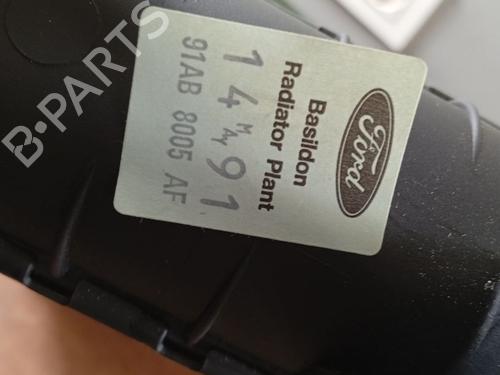 Ford
Basildon
Radiator Plant
14 MAY 91
91AB 8005 AF
B-PARTS